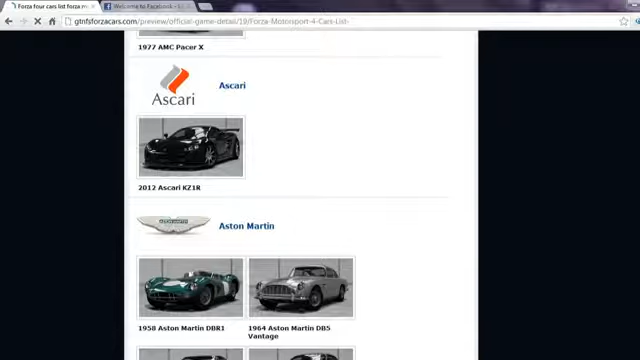 Forza four cars list forza m
Welcome to Facebook -
gtnfsforzacars.com/preview/official-game-detail/19/Forza-Motorsport-4-Cars-List-
1977 AMC Pacer X
Ascari
Ascari
2012 Ascari KZ1R
Aston Martin
1958 Aston Martin DBR1
1964 Aston Martin DB5
Vantage